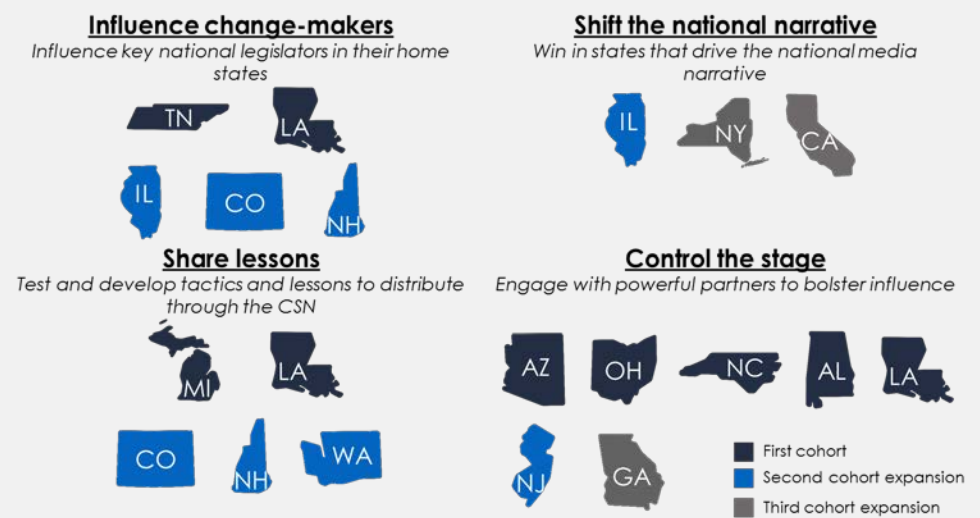 Influence change-makers
Influence key national legislators in their home
states
TN
LA
IL
CO
NH
Shift the national narrative
Win in states that drive the national media
narrative
IL
NY
CA
Share lessons
Test and develop tactics and lessons to distribute
through the CSN
MI
LA
CO
NH
WA
Control the stage
Engage with powerful partners to bolster influence
AZ
OH
NC
AL
LA
NJ
GA
First cohort
Second cohort expansion
Third cohort expansion